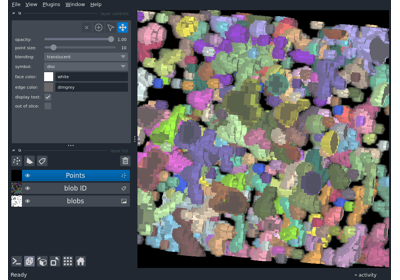 File View Plugins Window Help
opacity: 1.00
point size: 10
blending: translucent
symbol: disc
face color: white
edge color: dimgrey
display text:
out of slice:
Points
blob ID
blobs
Ready
activity